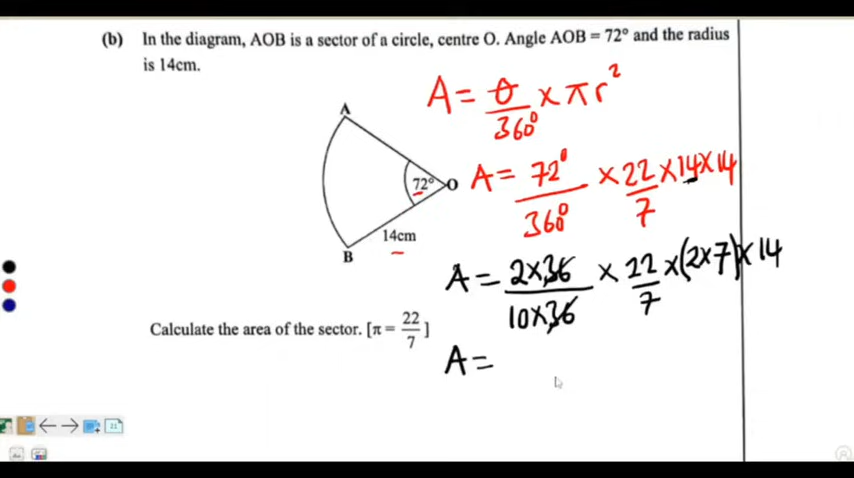 (b) In the diagram, AOB is a sector of a circle, centre O. Angle AOB = 72° and the radius
is 14cm.
A = θ/360° × πr²
A
72° O
A = 72°/360° × 22/7 × 14 × 14
14cm
B
A = 2×36/10×36 × 22/7 × (2×7) × 14
Calculate the area of the sector. [π = 22/7]
A =